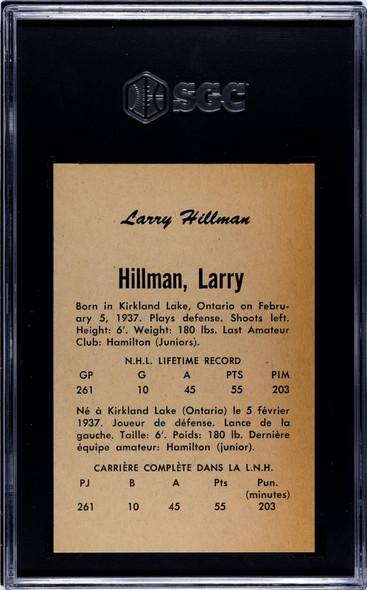 SGC
Larry Hillman
Hillman, Larry
Born in Kirkland Lake, Ontario on Febru-
ary 5, 1937. Plays defense. Shoots left.
Height: 6'. Weight: 180 lbs. Last Amateur
Club: Hamilton (Juniors).
N.H.L. LIFETIME RECORD
GP G A PTS PIM
261 10 45 55 203
Né à Kirkland Lake (Ontario) le 5 février
1937. Joueur de défense. Lance de la
gauche. Taille: 6'. Poids: 180 lb. Dernière
équipe amateur: Hamilton (junior).
CARRIÈRE COMPLÈTE DANS LA L.N.H.
PJ B A Pts Pun.
(minutes)
261 10 45 55 203